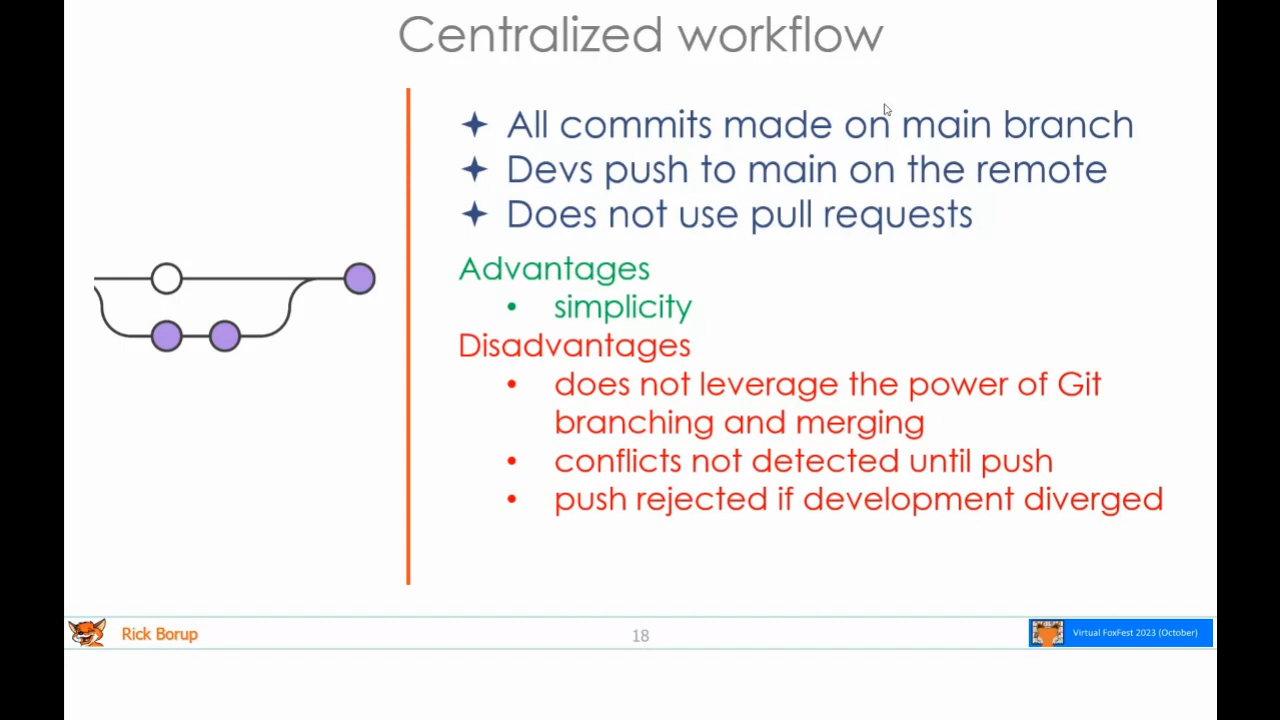 Centralized workflow
All commits made on main branch
Devs push to main on the remote
Does not use pull requests
Advantages
• simplicity
Disadvantages
• does not leverage the power of Git
branching and merging
• conflicts not detected until push
• push rejected if development diverged
Rick Borup
18
Virtual FoxFest 2023 (October)